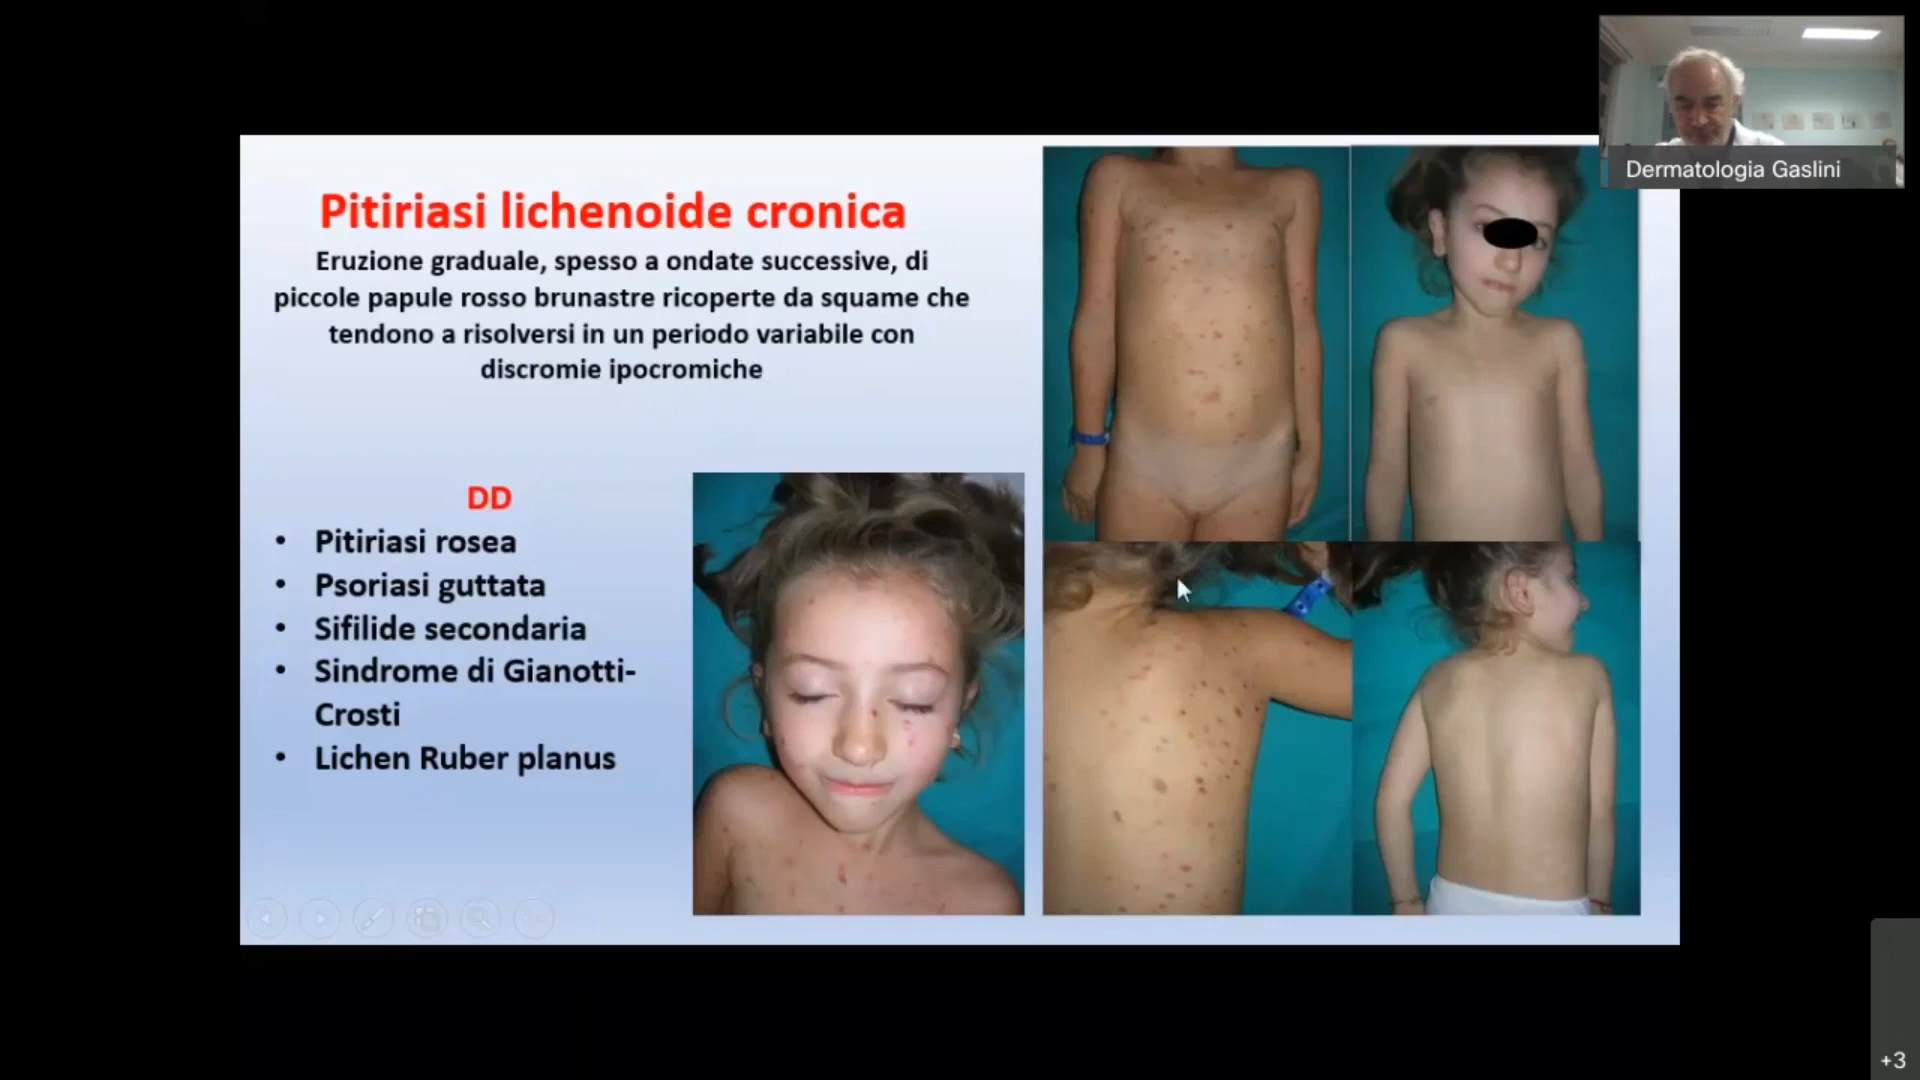 Dermatologia Gaslini
Pitiriasi lichenoide cronica
Eruzione graduale, spesso a ondate successive, di
piccole papule rosso brunastre ricoperte da squame che
tendono a risolversi in un periodo variabile con
discromie ipocromiche
DD
• Pitiriasi rosea
• Psoriasi guttata
• Sifilide secondaria
• Sindrome di Gianotti-
Crosti
• Lichen Ruber planus
+3